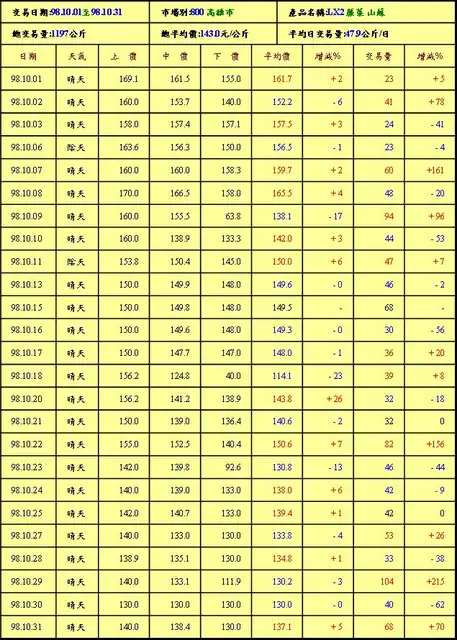 交易日期:98.10.01至98.10.31 市場別:800 高雄市 產品名稱:LX2 蕨菜 山蘇
總交易量:1197公斤 總平均價:143.0元/公斤 平均日交易量:47.9公斤/日
日期 天氣 上 價 中 價 下 價 平均價 增減% 交易量 增減%
98.10.01 晴天 169.1 161.5 155.0 161.7 +2 23 +5
98.10.02 晴天 160.0 153.7 140.0 152.2 - 6 41 +78
98.10.03 晴天 158.0 157.4 157.1 157.5 +3 24 - 41
98.10.06 陰天 163.6 156.3 150.0 156.5 - 1 23 - 4
98.10.07 晴天 160.0 160.0 158.3 159.7 +2 60 +161
98.10.08 晴天 170.0 166.5 158.0 165.5 +4 48 - 20
98.10.09 晴天 160.0 155.5 63.8 138.1 -17 94 +96
98.10.10 晴天 160.0 138.9 133.3 142.0 +3 44 - 53
98.10.11 陰天 153.8 150.4 145.0 150.0 +6 47 +7
98.10.13 晴天 150.0 149.9 148.0 149.6 - 0 46 - 2
98.10.15 晴天 150.0 149.8 148.0 149.5 - 68 -
98.10.16 晴天 150.0 149.6 148.0 149.3 - 0 30 - 56
98.10.17 晴天 150.0 147.7 147.0 148.0 - 1 36 +20
98.10.18 晴天 156.2 124.8 40.0 114.1 - 23 39 +8
98.10.20 晴天 156.2 141.2 138.9 143.8 +26 32 - 18
98.10.21 晴天 150.0 139.0 136.4 140.6 - 2 32 0
98.10.22 晴天 155.0 152.5 140.4 150.6 +7 82 +156
98.10.23 晴天 142.0 139.8 92.6 130.8 - 13 46 - 44
98.10.24 晴天 140.0 139.0 133.0 138.0 +6 42 -9
98.10.25 晴天 142.0 140.7 133.0 139.4 +1 42 0
98.10.27 晴天 140.0 133.0 130.0 133.8 - 4 53 +26
98.10.28 晴天 138.9 135.1 130.0 134.8 +1 33 - 38
98.10.29 晴天 140.0 133.1 111.9 130.2 - 3 104 +215
98.10.30 晴天 130.0 130.0 130.0 130.0 - 0 40 - 62
98.10.31 晴天 140.0 138.4 130.0 137.1 +5 68 +70